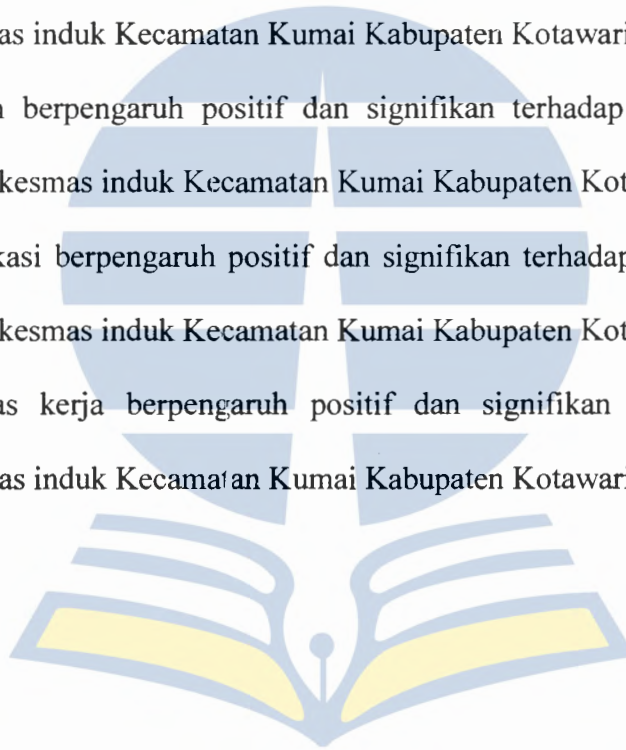 as induk Kecamatan Kumai Kabupaten Kotawari
berpengaruh positif dan signifikan terhadap
kesmas induk Kecamatan Kumai Kabupaten Kot
kasi berpengaruh positif dan signifikan terhadap
kesmas induk Kecamatan Kumai Kabupaten Kot
as kerja berpengaruh positif dan signifikan
as induk Kecamatan Kumai Kabupaten Kotawari